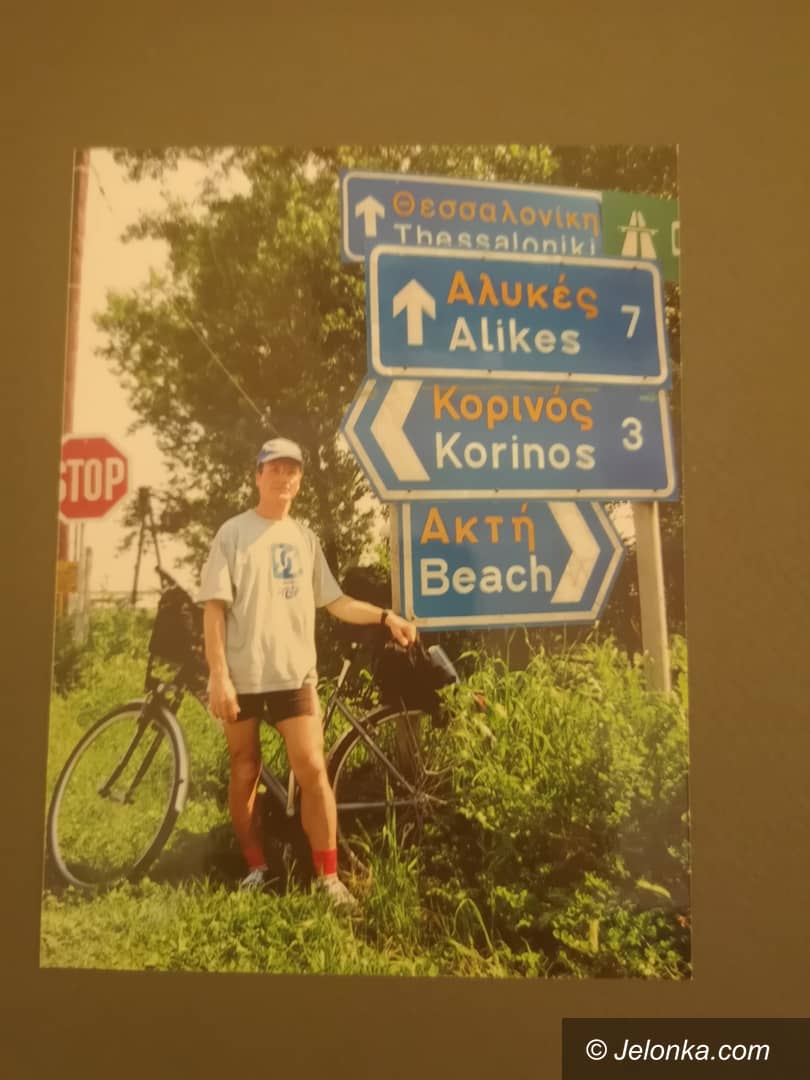 Θεσσαλονίκη
Thessaloniki
Αλυκές
Alikes
7
Κορινός
Korinos
3
STOP
Ακτή
Beach
© Jelonka.com